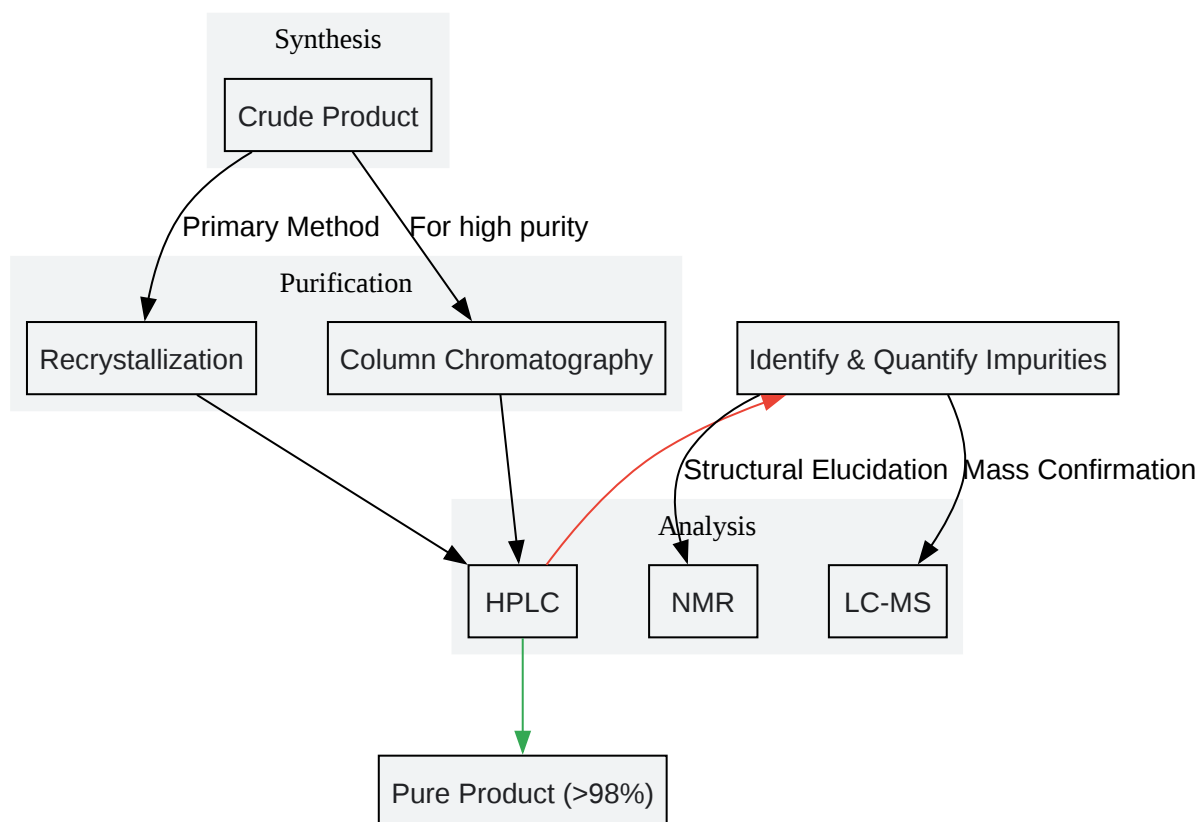 Synthesis
Crude Product
Primary Method
For high purity
Purification
Recrystallization
Column Chromatography
Identify & Quantify Impurities
Structural Elucidation
Mass Confirmation
Analysis
HPLC
NMR
LC-MS
Pure Product (>98%)